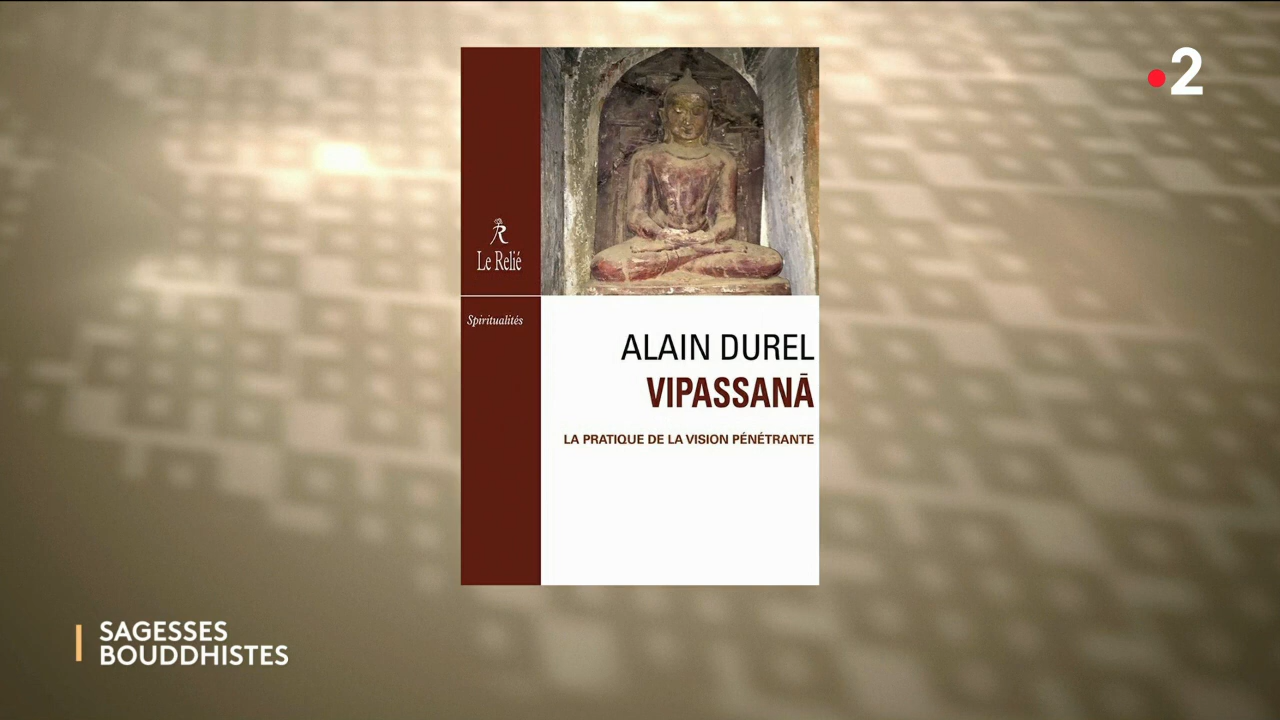 2
Le Relié
Spiritualités
ALAIN DUREL
VIPASSANĀ
LA PRATIQUE DE LA VISION PÉNÉTRANTE
SAGESSES
BOUDDHISTES